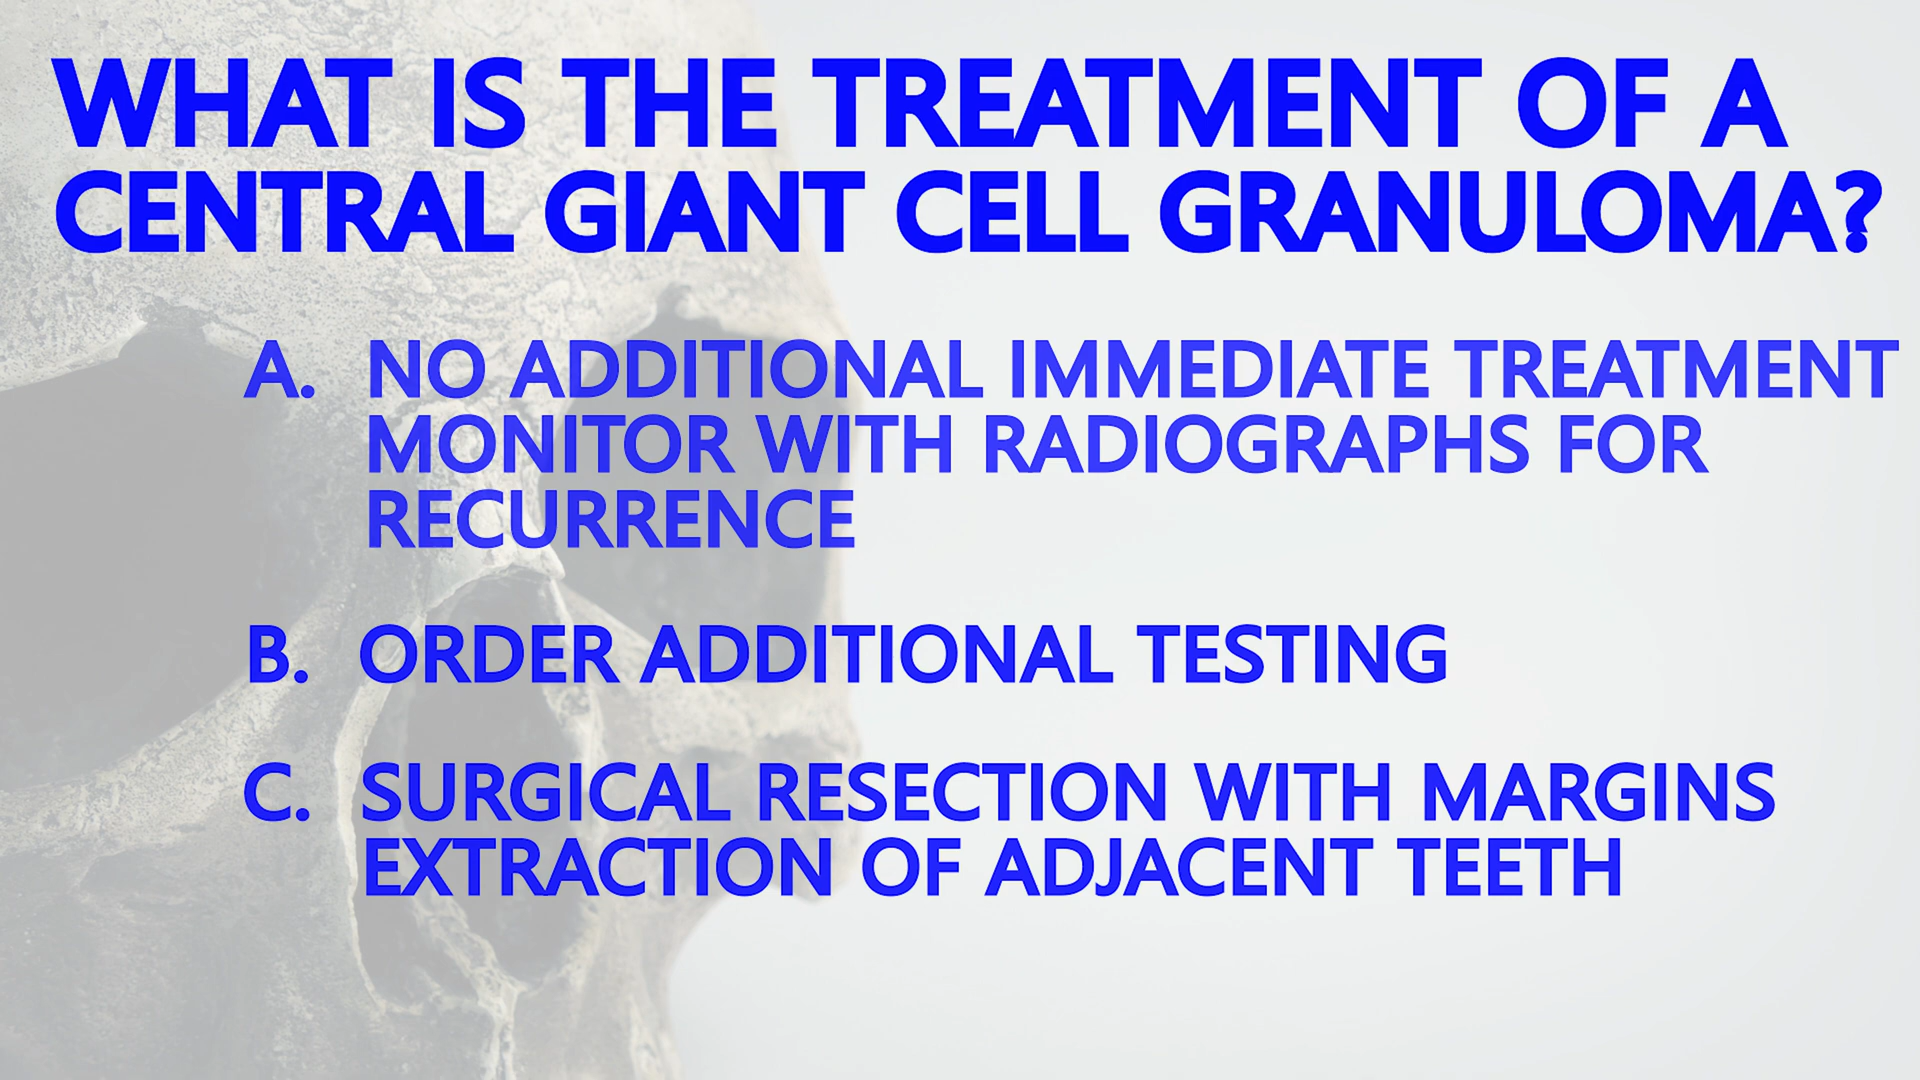 WHAT IS THE TREATMENT OF A
CENTRAL GIANT CELL GRANULOMA?
A. NO ADDITIONAL IMMEDIATE TREATMENT
MONITOR WITH RADIOGRAPHS FOR
RECURRENCE
B. ORDER ADDITIONAL TESTING
C. SURGICAL RESECTION WITH MARGINS
EXTRACTION OF ADJACENT TEETH